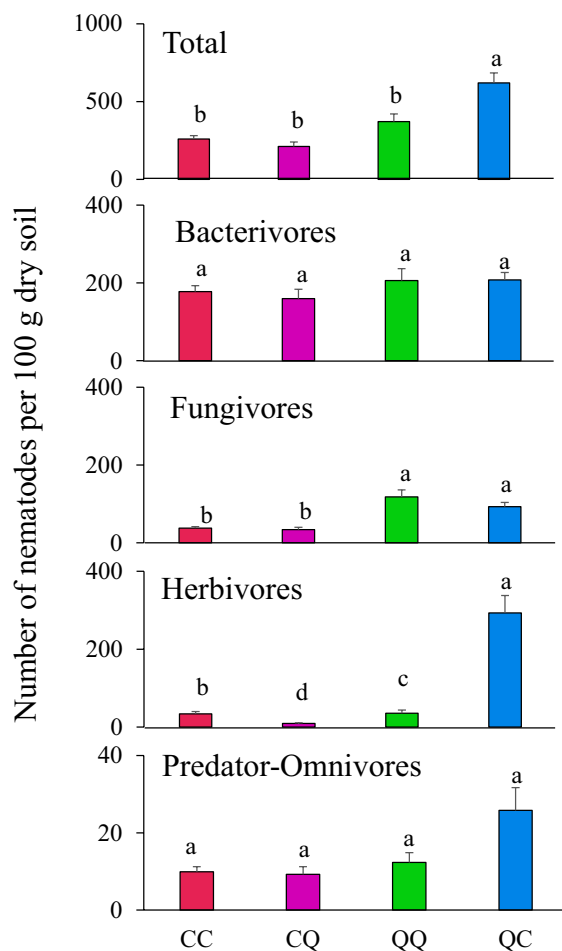 Number of nematodes per 100 g dry soil
1000
500
0
Total
b
b
b
a
400
200
0
Bacterivores
a
a
a
a
400
200
0
Fungivores
b
b
a
a
400
200
0
Herbivores
b
d
c
a
40
20
0
Predator-Omnivores
a
a
a
a
CC CQ QQ QC